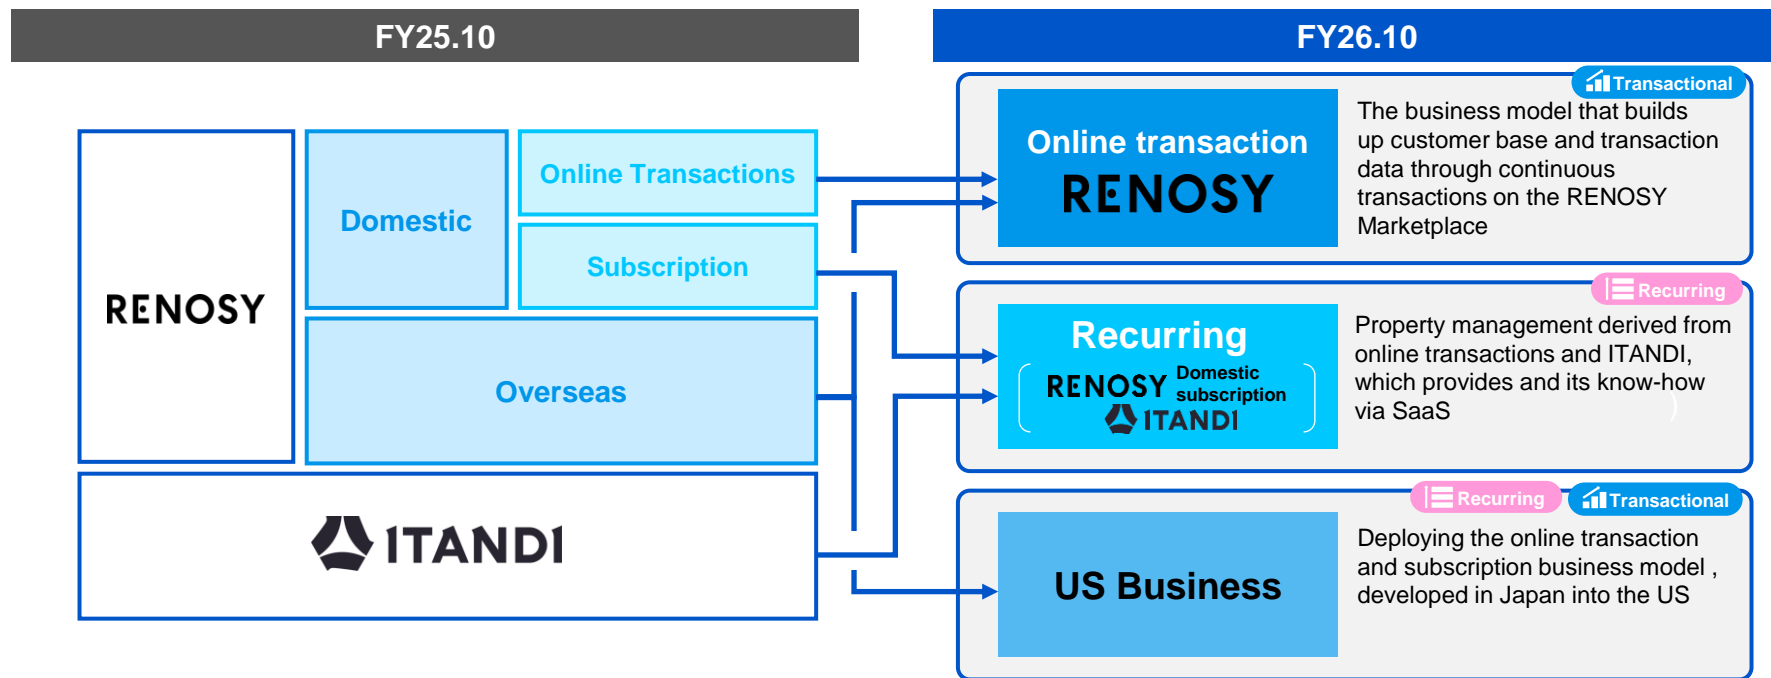 FY25.10
RENOSY
Domestic
Online Transactions
Subscription
Overseas
ITANDI
FY26.10
Transactional
Online transaction
RENOSY
The business model that builds
up customer base and transaction
data through continuous
transactions on the RENOSY
Marketplace
Recurring
Recurring
RENOSY Domestic
subscription
ITANDI
Property management derived from
online transactions and ITANDI,
which provides and its know-how
via SaaS
)
Recurring
Transactional
US Business
Deploying the online transaction
and subscription business model ,
developed in Japan into the US